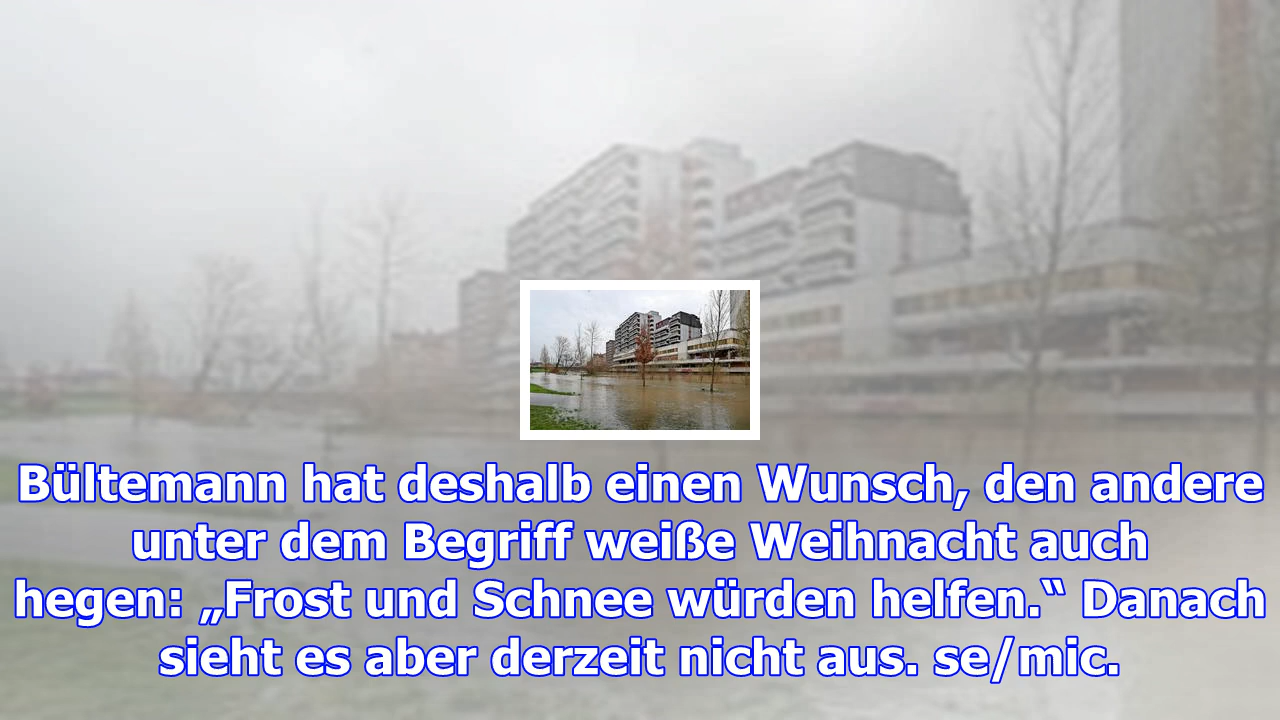 Bültemann hat deshalb einen Wunsch, den andere
unter dem Begriff weiße Weihnacht auch
hegen: „Frost und Schnee würden helfen.“ Danach
sieht es aber derzeit nicht aus. se/mic.